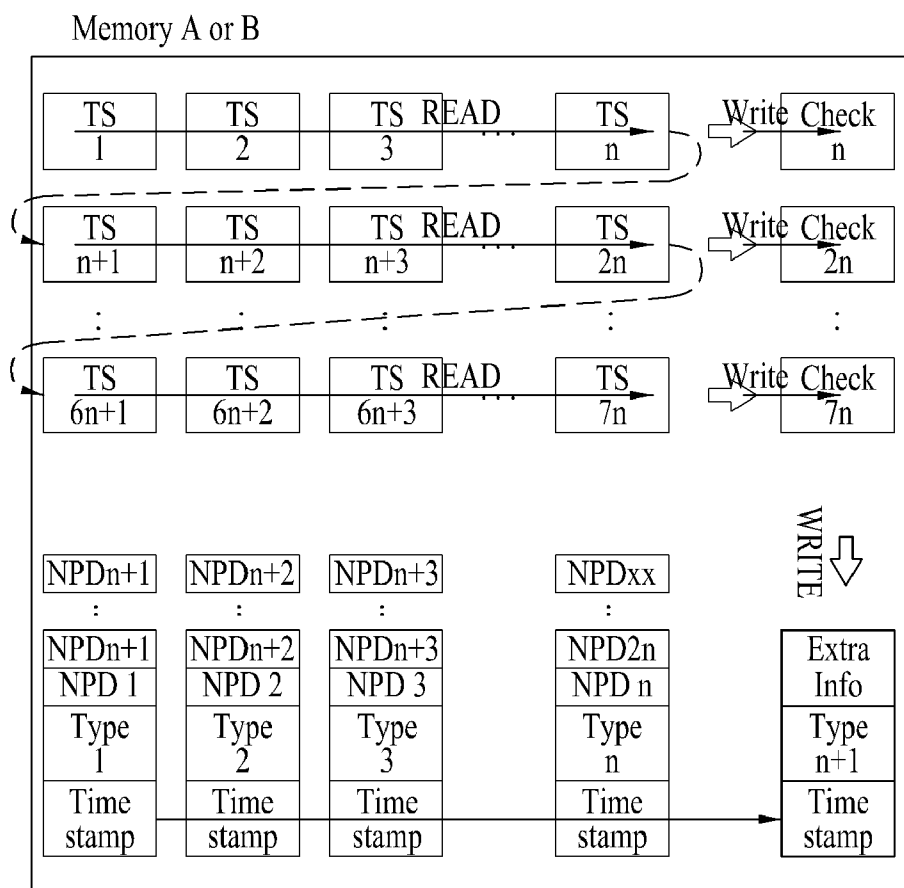 Memory A or B
TS 1 TS 2 TS 3 READ ... TS n Write Check n
TS n+1 TS n+2 TS n+3 READ ... TS 2n Write Check 2n
: : : : :
TS 6n+1 TS 6n+2 TS 6n+3 READ ... TS 7n Write Check 7n
WRITE
NPDn+1 NPDn+2 NPDn+3 NPDxx
: : : :
NPDn+1 NPDn+2 NPDn+3 NPD2n Extra Info
NPD 1 NPD 2 NPD 3 NPD n
Type 1 Type 2 Type 3 Type n Type n+1
Time stamp Time stamp Time stamp Time stamp Time stamp